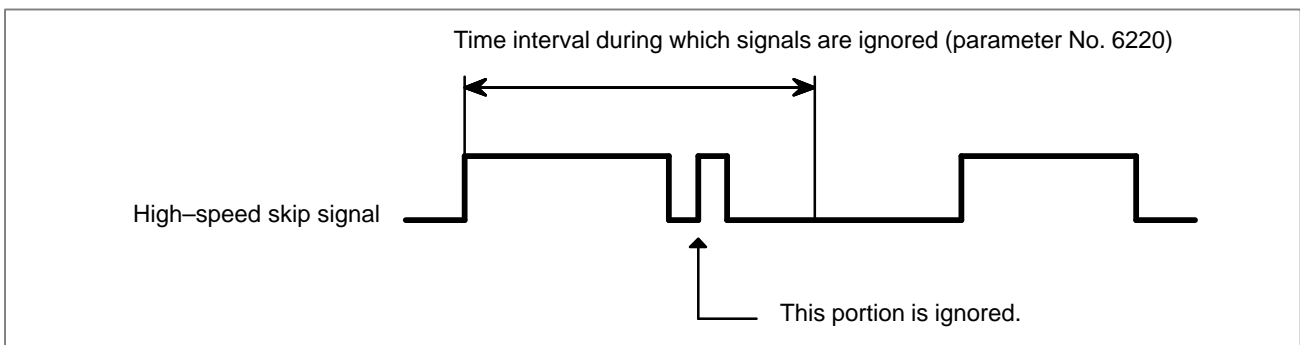 Time interval during which signals are ignored (parameter No. 6220)
High–speed skip signal
This portion is ignored.